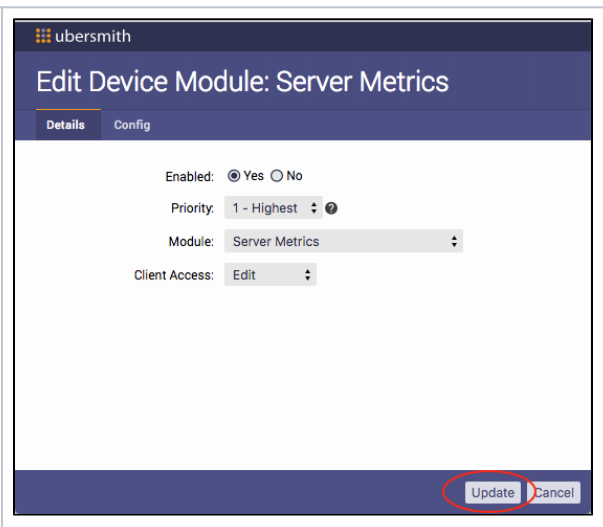 ubersmith
Edit Device Module: Server Metrics
Details Config
Enabled: Yes No
Priority: 1 - Highest ?
Module: Server Metrics
Client Access: Edit
Update Cancel